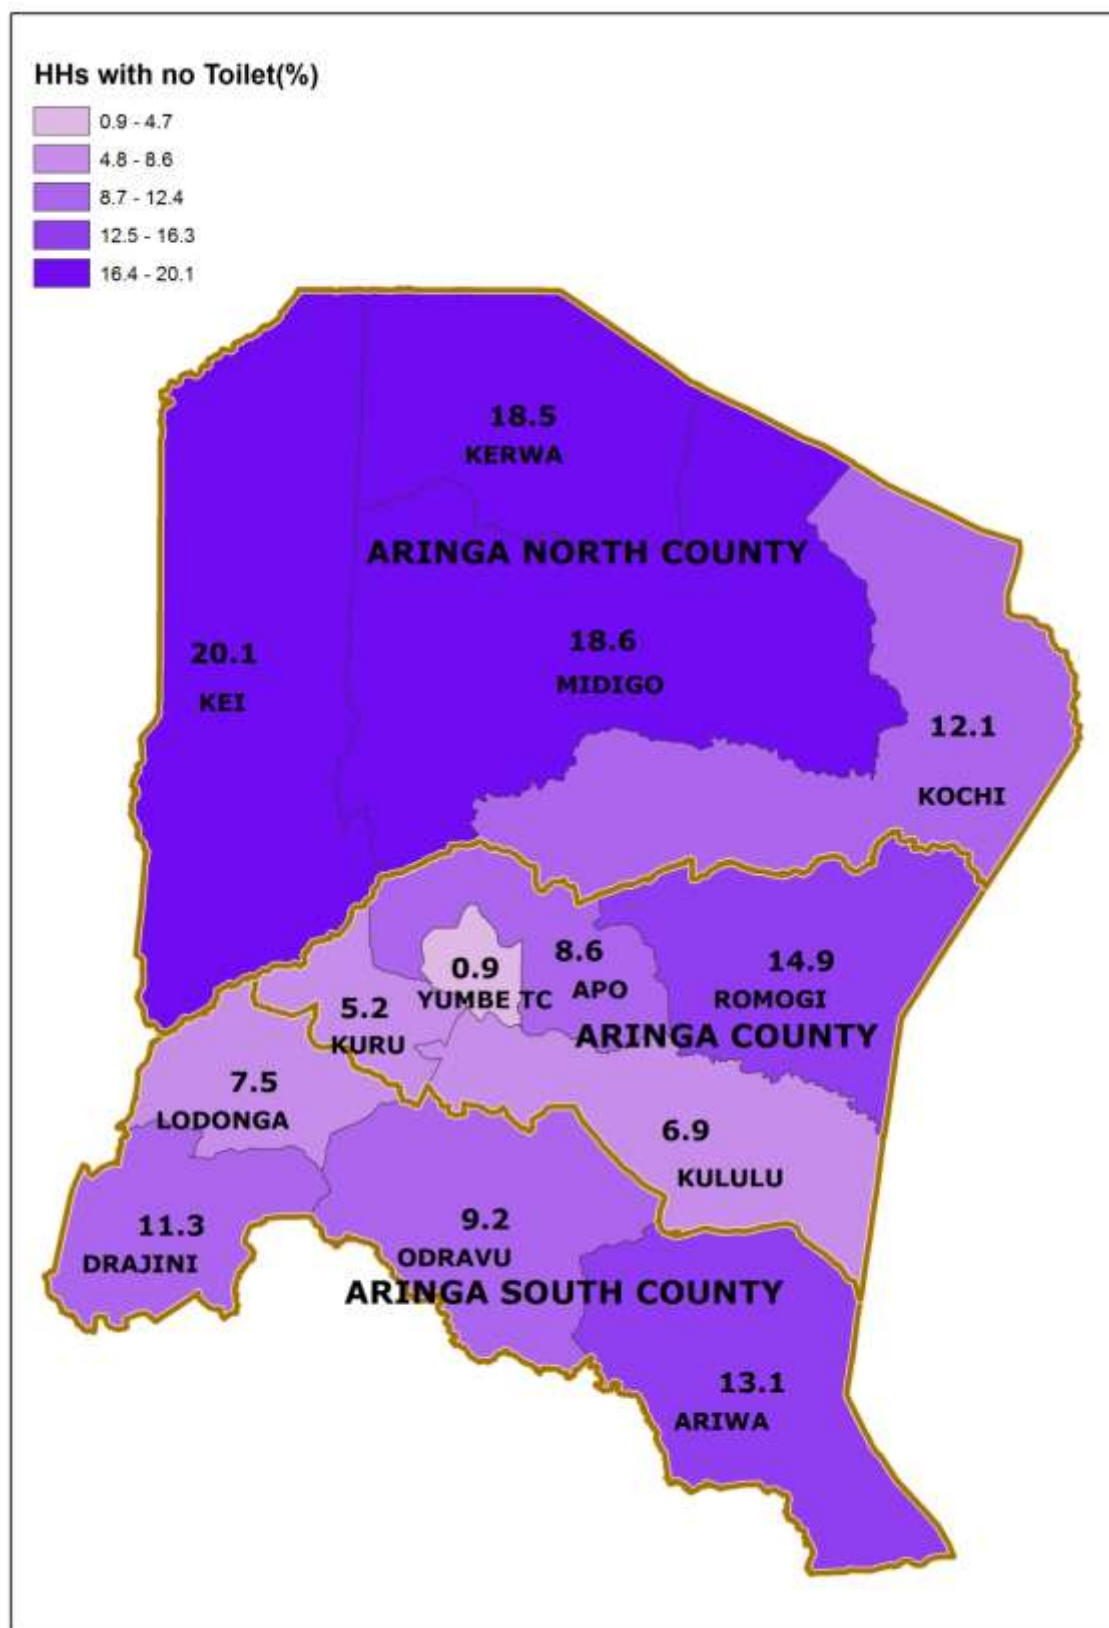 HHs with no Toilet(%)
0.9 - 4.7
4.8 - 8.6
8.7 - 12.4
12.5 - 16.3
16.4 - 20.1
18.5
KERWA
ARINGA NORTH COUNTY
20.1
KEI
18.6
MIDIGO
12.1
KOCHI
0.9
YUMBE TC
8.6
APO
14.9
ROMOGI
5.2
KURU
ARINGA COUNTY
7.5
LODONGA
6.9
KULULU
11.3
DRAJINI
9.2
ODRAVU
ARINGA SOUTH COUNTY
13.1
ARIWA